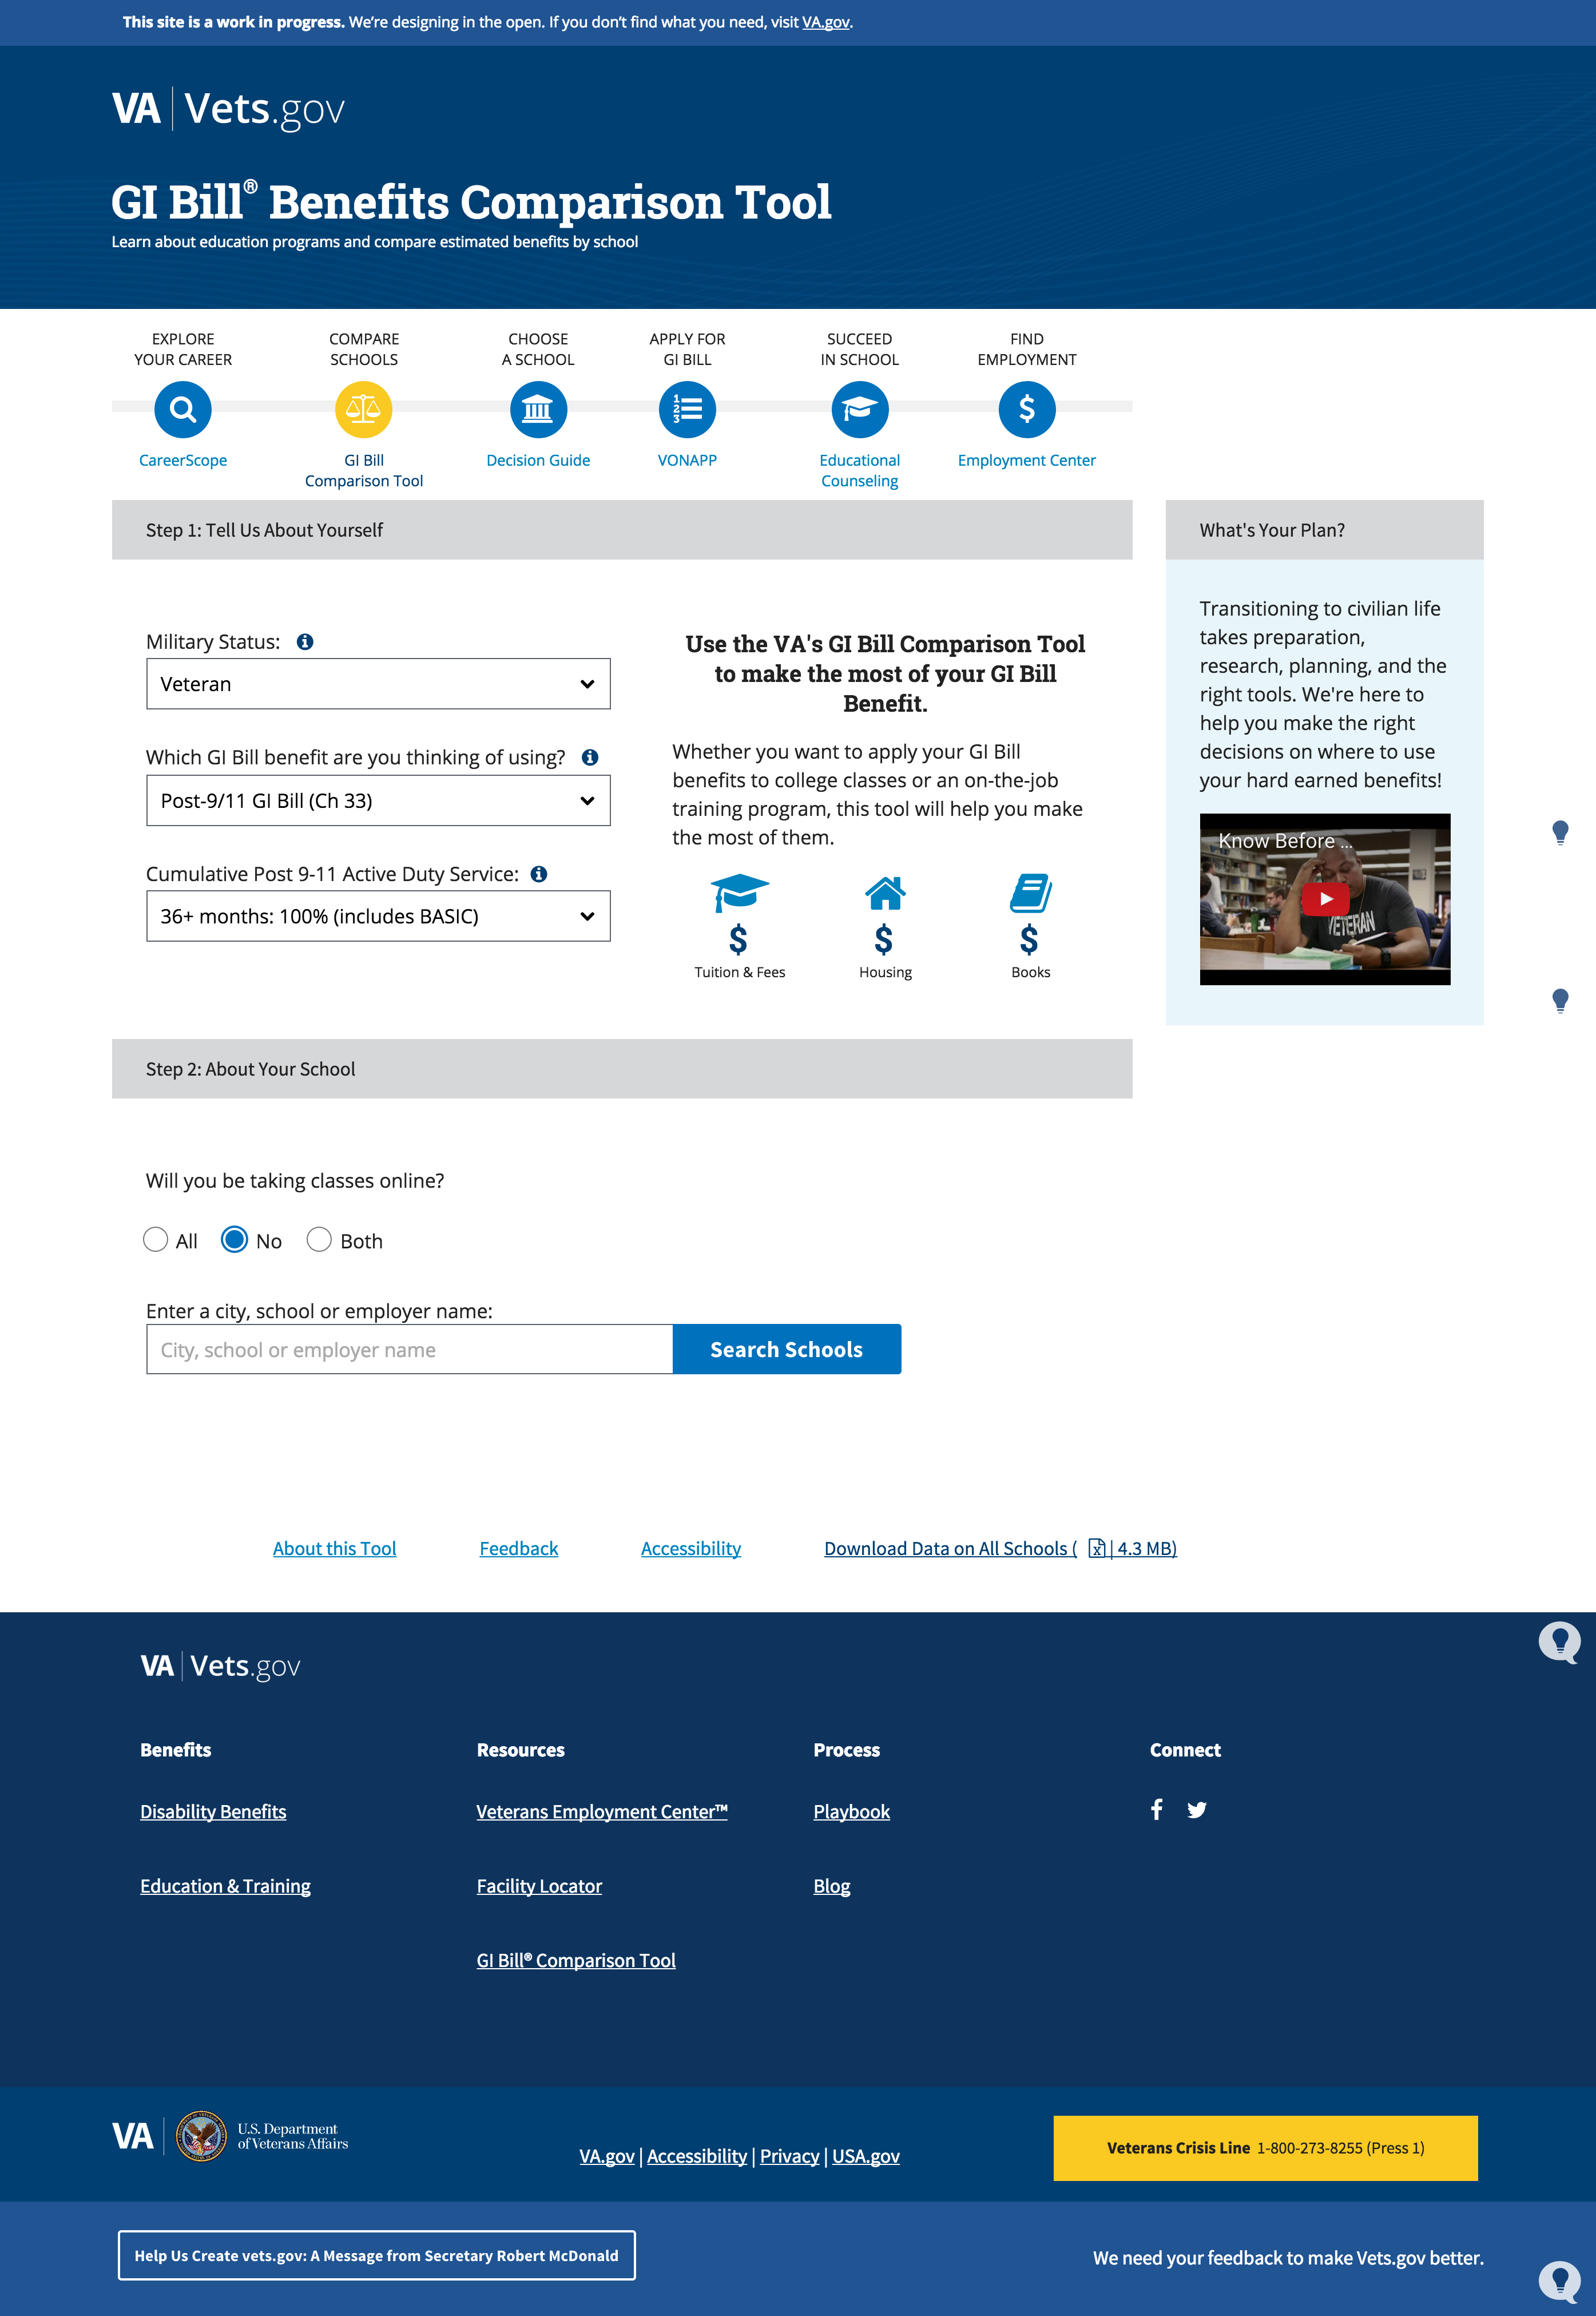 This site is a work in progress. We're designing in the open. If you don't find what you need, visit VA.gov.
VA | Vets.gov
GI Bill® Benefits Comparison Tool
Learn about education programs and compare estimated benefits by school
EXPLORE
YOUR CAREER
CareerScope
COMPARE
SCHOOLS
GI Bill
Comparison Tool
CHOOSE
A SCHOOL
Decision Guide
APPLY FOR
GI BILL
1
2
3
VONAPP
SUCCEED
IN SCHOOL
Educational
Counseling
FIND
EMPLOYMENT
$
Employment Center
Step 1: Tell Us About Yourself
Military Status:
Veteran
Which GI Bill benefit are you thinking of using?
Post-9/11 GI Bill (Ch 33)
Cumulative Post 9-11 Active Duty Service:
36+ months: 100% (includes BASIC)
Use the VA's GI Bill Comparison Tool
to make the most of your GI Bill
Benefit.
Whether you want to apply your GI Bill
benefits to college classes or an on-the-job
training program, this tool will help you make
the most of them.
$ $ $
Tuition & Fees
Housing
Books
What's Your Plan?
Transitioning to civilian life
takes preparation,
research, planning, and the
right tools. We're here to
help you make the right
decisions on where to use
your hard earned benefits!
Know Before ...
VETERAN
Step 2: About Your School
Will you be taking classes online?
All No Both
Enter a city, school or employer name:
City, school or employer name
Search Schools
About this Tool
Feedback
Accessibility
Download Data on All Schools ( | 4.3 MB)
VA | Vets.gov
Benefits
Disability Benefits
Education & Training
Resources
Veterans Employment Center™
Facility Locator
GI Bill® Comparison Tool
Process
Playbook
Blog
Connect
VA
U.S. Department
of Veterans Affairs
VA.gov | Accessibility | Privacy | USA.gov
Veterans Crisis Line 1-800-273-8255 (Press 1)
Help Us Create vets.gov: A Message from Secretary Robert McDonald
We need your feedback to make Vets.gov better.